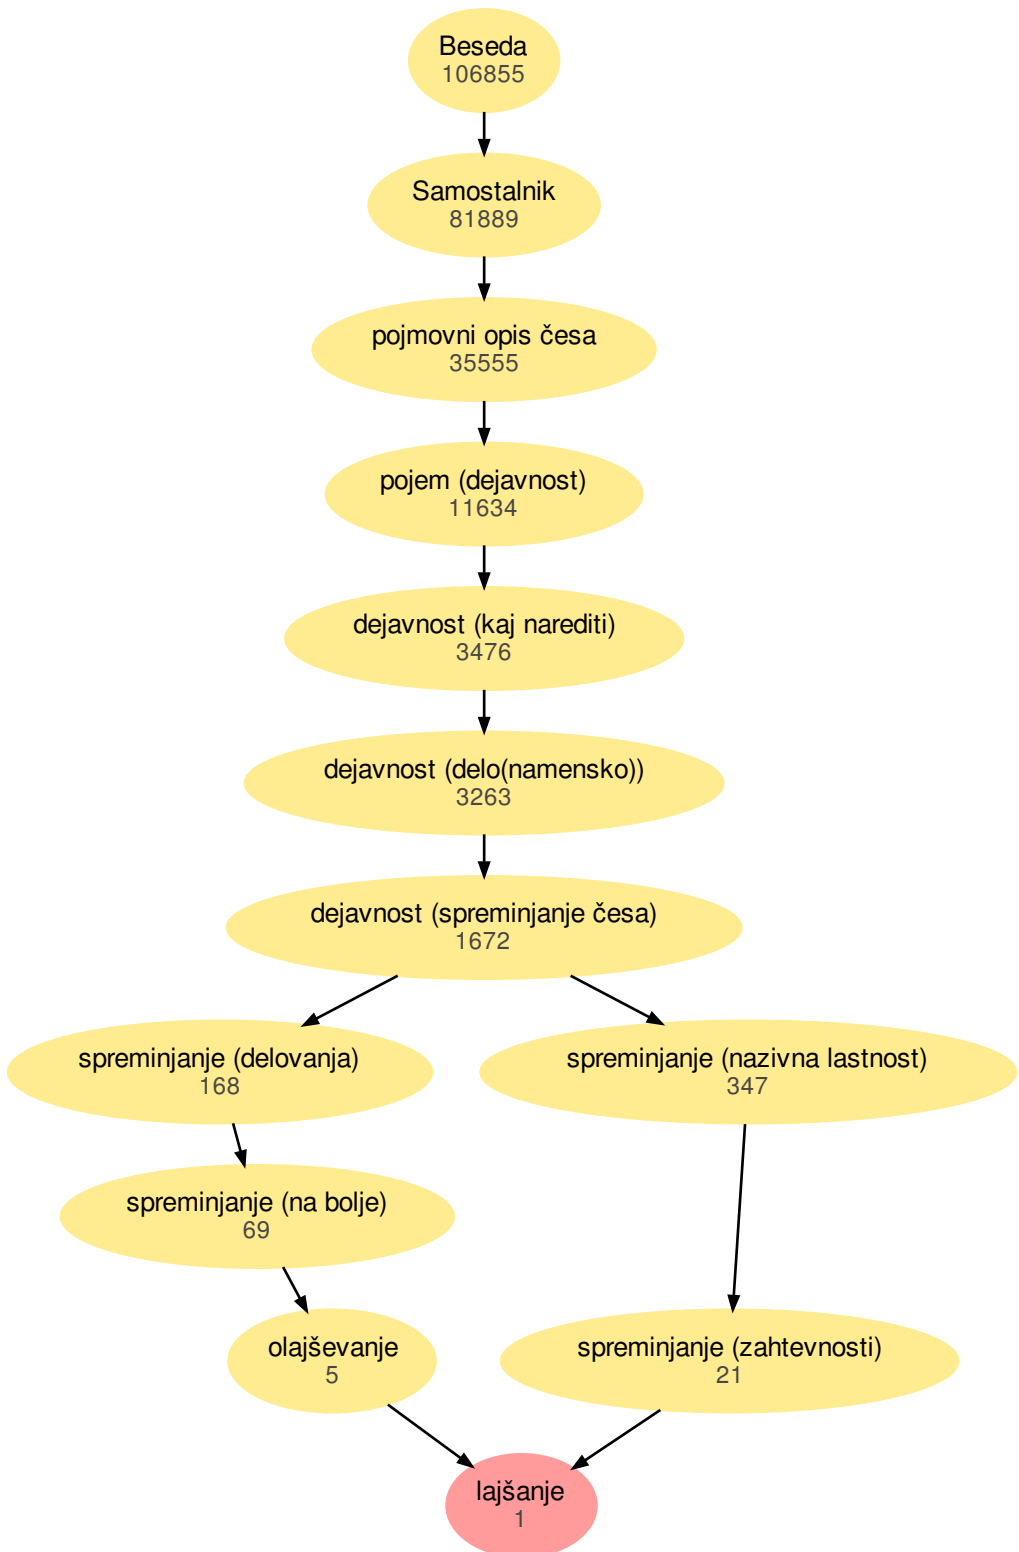 Beseda
106855
Samostalnik
81889
pojmovni opis česa
35555
pojem (dejavnost)
11634
dejavnost (kaj narediti)
3476
dejavnost (delo(namensko))
3263
dejavnost (spreminjanje česa)
1672
spreminjanje (delovanja)
168
spreminjanje (nazivna lastnost)
347
spreminjanje (na bolje)
69
olajševanje
5
spreminjanje (zahtevnosti)
21
lajšanje
1